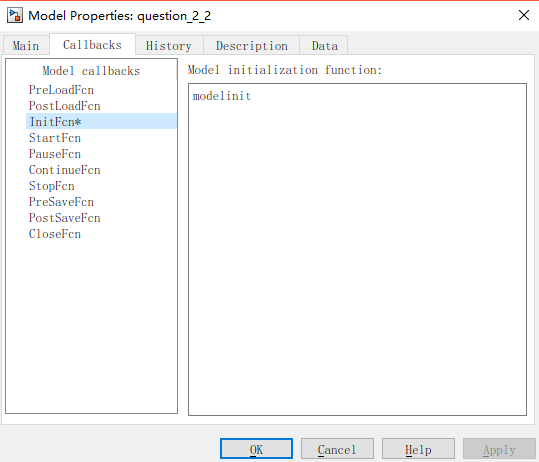 Model Properties: question_2_2
Main Callbacks History Description Data
Model callbacks
PreLoadFcn
PostLoadFcn
InitFcn*
StartFcn
PauseFcn
ContinueFcn
StopFcn
PreSaveFcn
PostSaveFcn
CloseFcn
Model initialization function:
modelinit
OK Cancel Help Apply